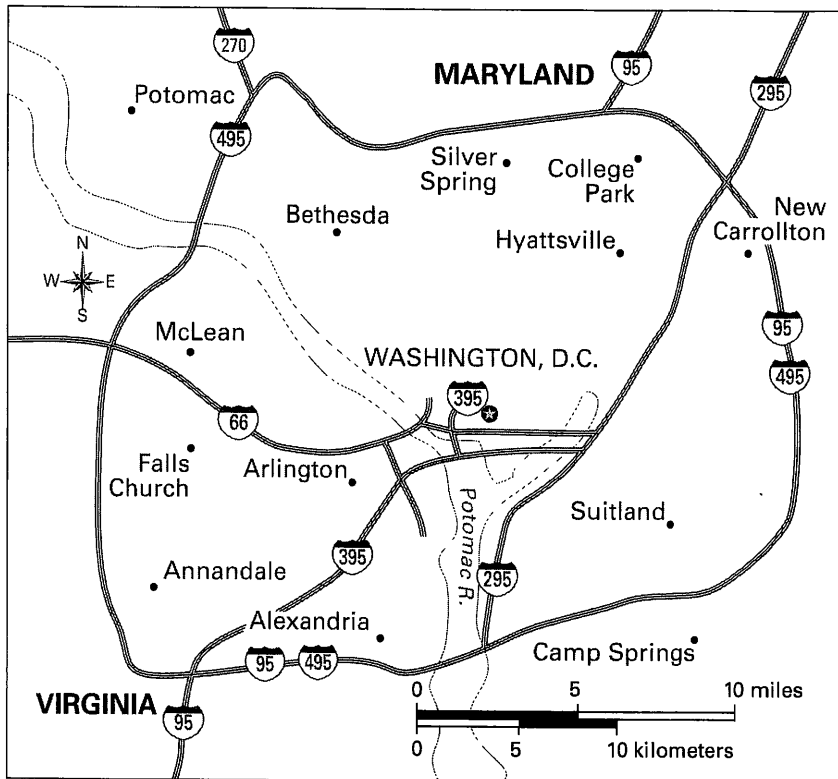 270
MARYLAND
95
295
Potomac
495
Silver
Spring
College
Park
New
Carrollton
Bethesda
Hyattsville
N
W
E
S
McLean
95
WASHINGTON, D.C.
495
395
66
Falls
Church
Arlington
Potomac R.
Suitland
395
295
Annandale
Alexandria
95
495
Camp Springs
VIRGINIA
95
0 5 10 miles
0 5 10 kilometers